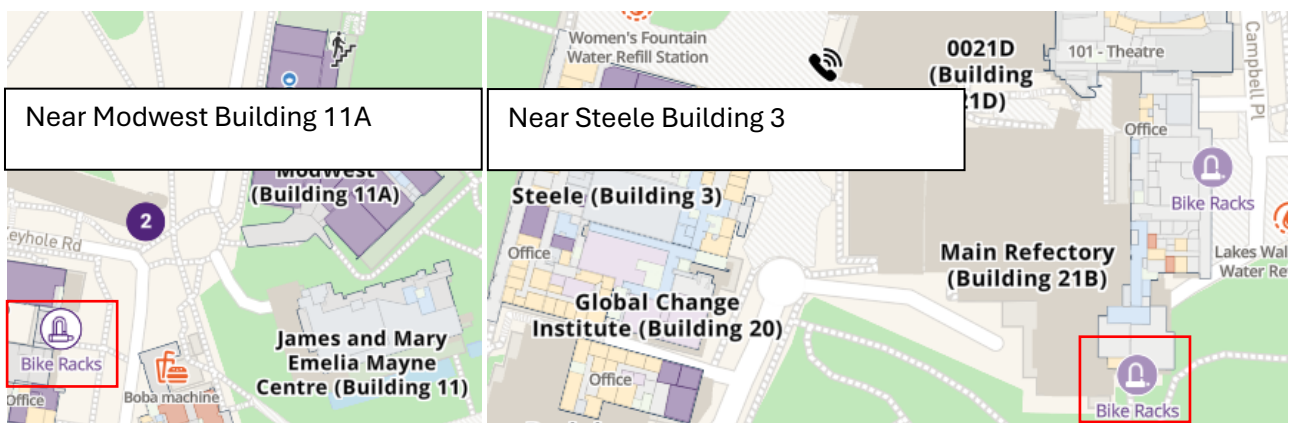 Near Modwest Building 11A
(Building 11A)
2
eyhole Rd
Bike Racks
Office
Boba machine
James and Mary
Emelia Mayne
Centre (Building 11)
Near Steele Building 3
Women's Fountain
Water Refill Station
0021D
(Building
21D)
101 - Theatre
Campbell Pl
Office
Bike Racks
Steele (Building 3)
Office
Main Refectory
(Building 21B)
Lakes Wal
Water Re
Global Change
Institute (Building 20)
Office
Bike Racks